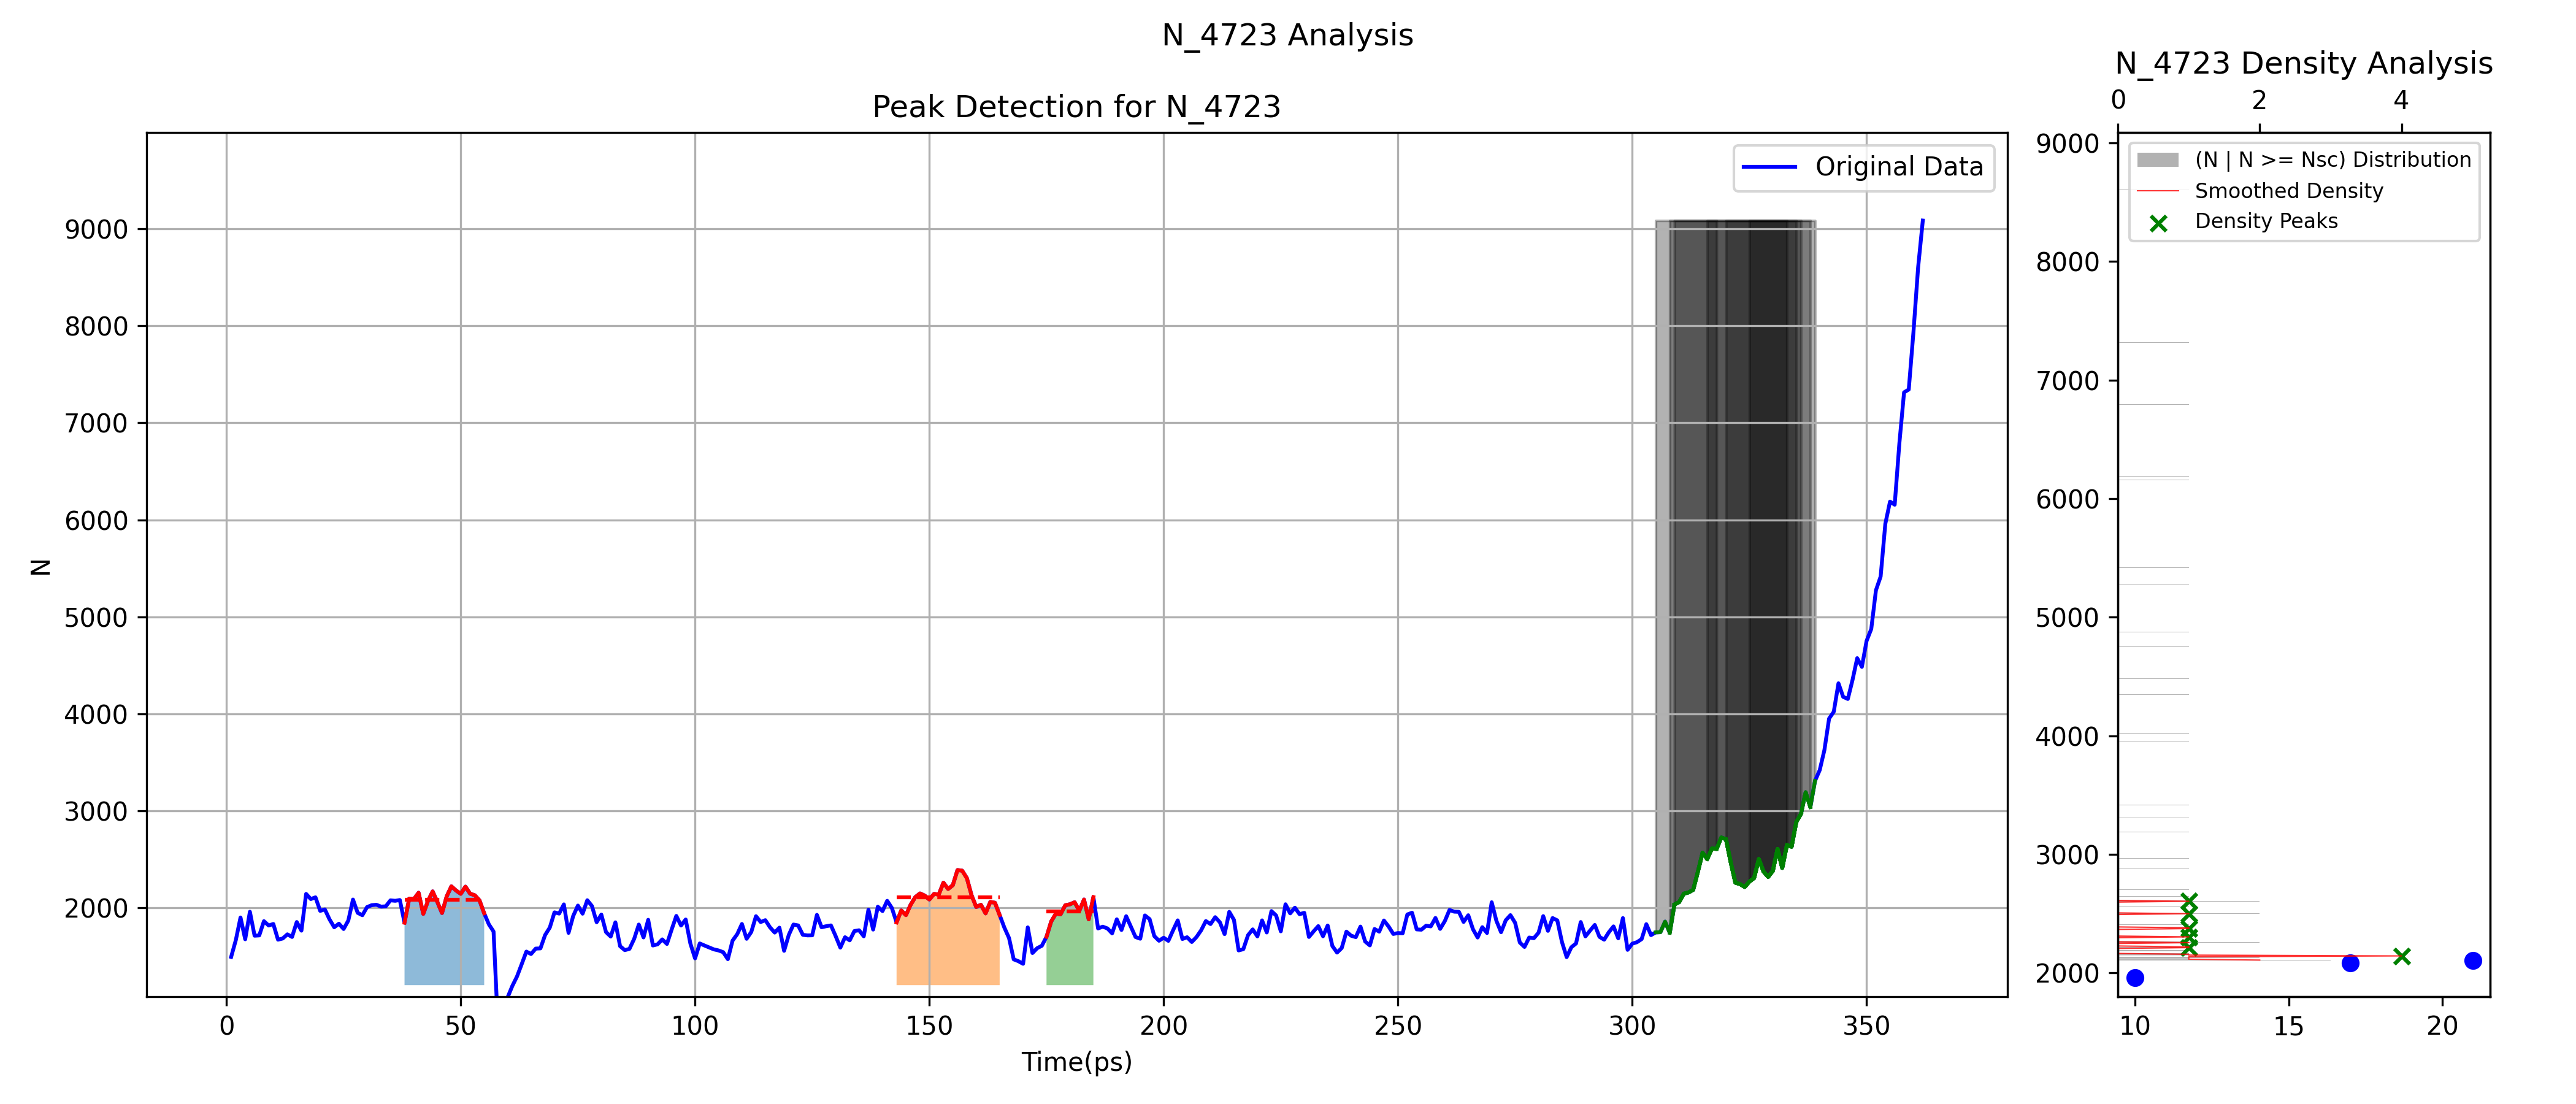 N_4723 Analysis
Peak Detection for N_4723
N
9000
8000
7000
6000
5000
4000
3000
2000
Original Data
0 50 100 150 200 250 300 350
Time(ps)
N_4723 Density Analysis
0 2 4
9000
8000
7000
6000
5000
4000
3000
2000
(N | N >= Nsc) Distribution
Smoothed Density
Density Peaks
10 15 20